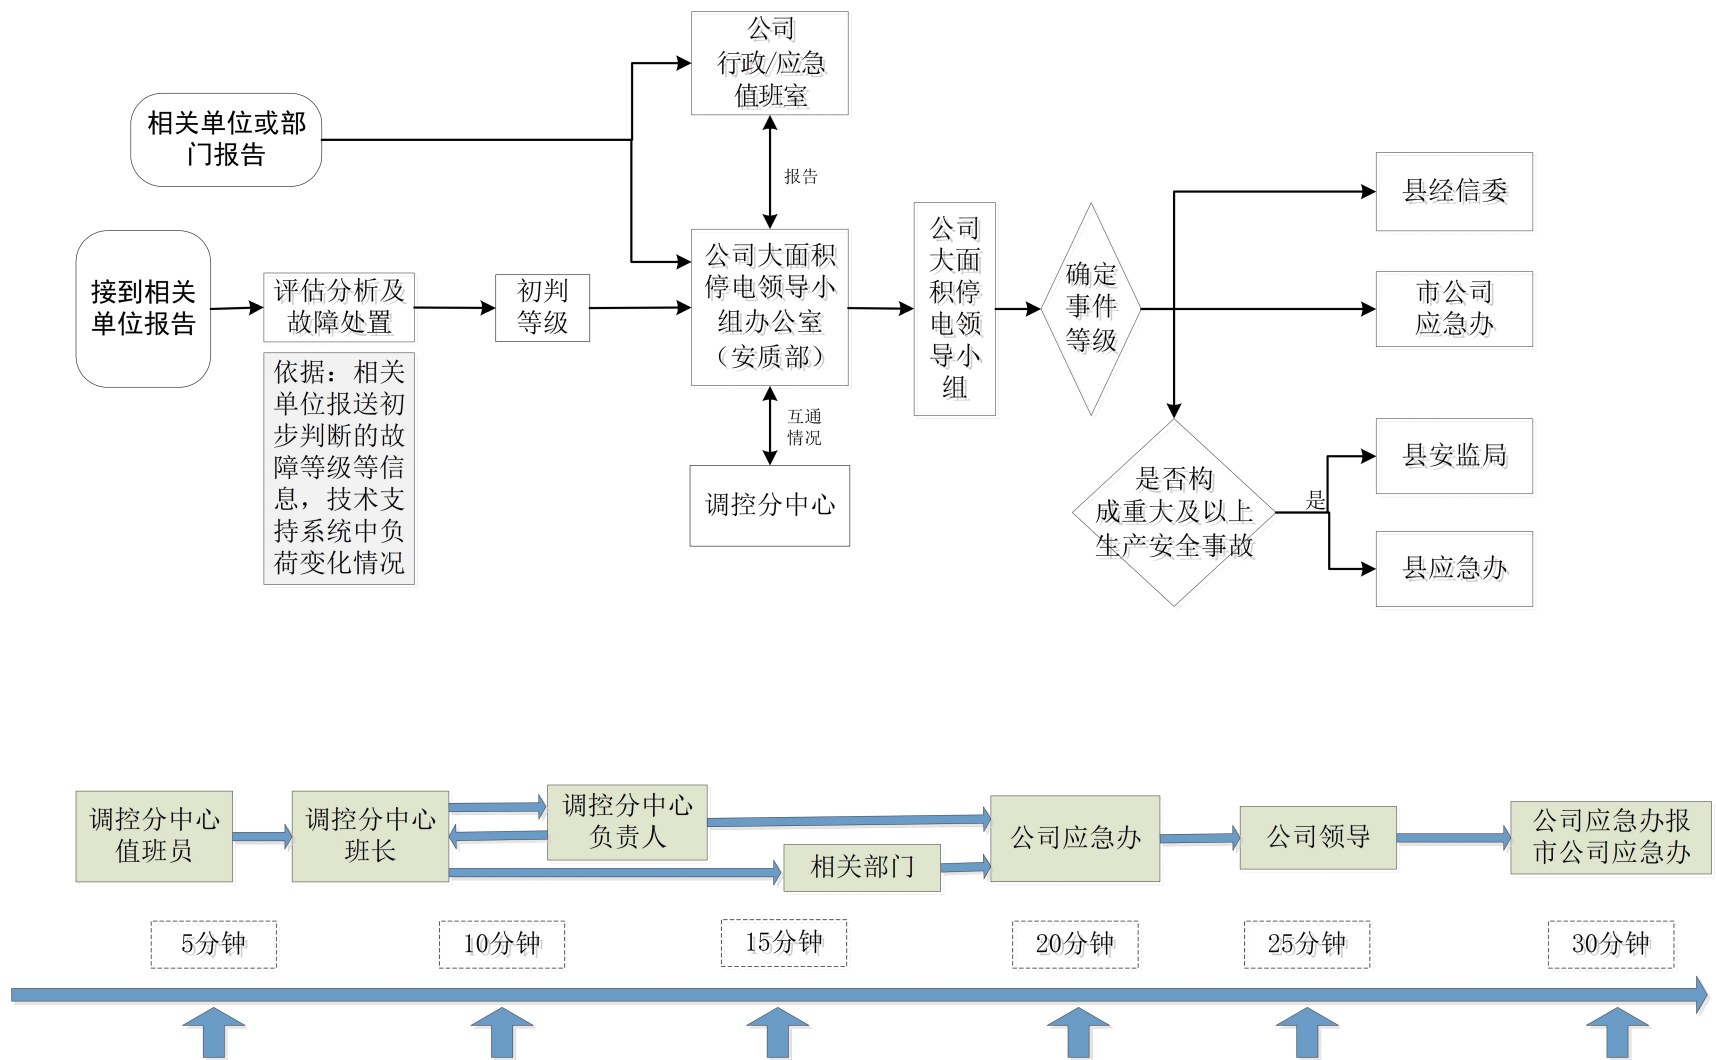 公司
行政/应急
值班室
相关单位或部
门报告
报告
接到相关
单位报告
评估分析及
故障处置
依据：相关
单位报送初
步判断的故
障等级等信
息，技术支
持系统中负
荷变化情况
初判
等级
公司大面积
停电领导小
组办公室
（安质部）
互通
情况
调控分中心
公司
大面
积停
电领
导小
组
确定
事件
等级
县经信委
市公司
应急办
是否构
成重大及以上
生产安全事故
是
县安监局
县应急办
调控分中心
值班员
调控分中心
班长
调控分中心
负责人
相关部门
公司应急办
公司领导
公司应急办报
市公司应急办
5分钟
10分钟
15分钟
20分钟
25分钟
30分钟